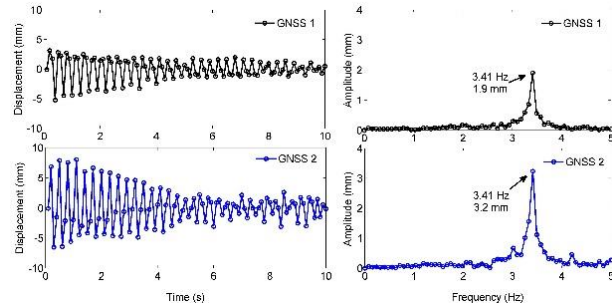 10
5
0
-5
-10
0 2 4 6 8 10
Displacement (mm)
GNSS 1
4
3
2
1
0
0 1 2 3 4 5
Amplitude (mm)
GNSS 1
3.41 Hz
1.9 mm
10
5
0
-5
-10
0 2 4 6 8 10
Displacement (mm)
Time (s)
GNSS 2
4
3
2
1
0
0 1 2 3 4 5
Amplitude (mm)
Frequency (Hz)
GNSS 2
3.41 Hz
3.2 mm